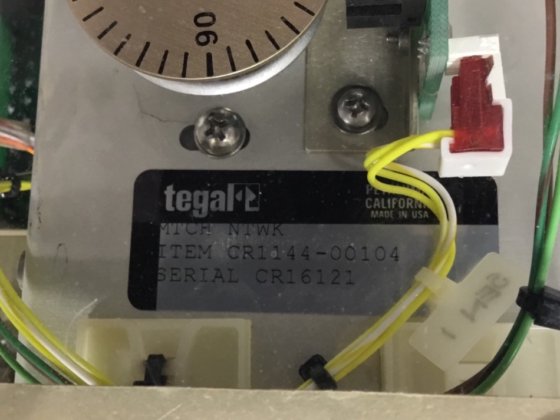 90
tegal
CALIFORNIA
MADE IN USA
MTCH NTWK
ITEM CR1144-00104
SERIAL CR16121